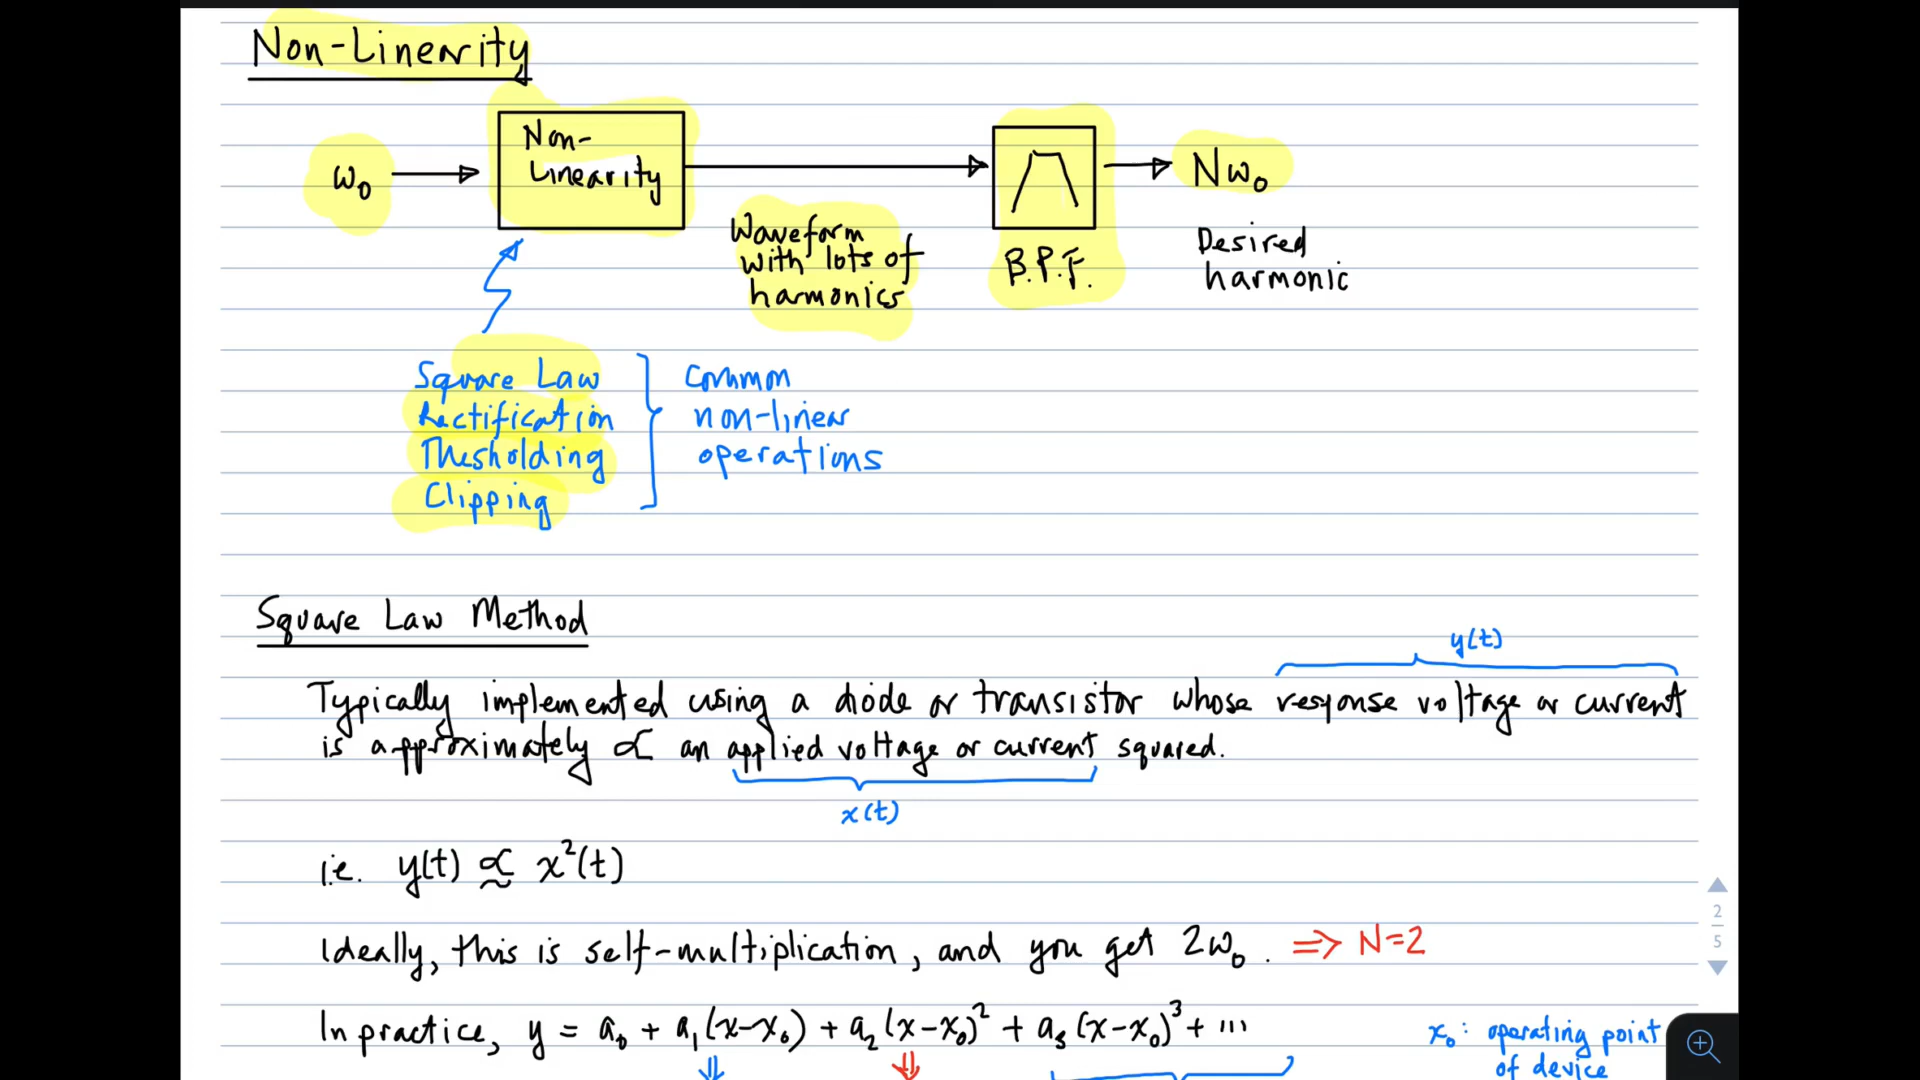 Non-Linearity
ω₀
Non-
Linearity
Waveform
with lots of
harmonics
B.P.F.
Nω₀
Desired
harmonic
Square Law
Rectification
Thesholding
Clipping
Common
non-linear
operations
Square Law Method
y(t)
Typically implemented using a diode or transistor whose response voltage or current
is approximately ∝ an applied voltage or current squared.
x(t)
i.e. y(t) ∝~ x²(t)
Ideally, this is self-multiplication, and you get 2ω₀. ⇒ N=2
In practice, y = a₀ + a₁(x-x₀) + a₂(x-x₀)² + a₃(x-x₀)³ + ...
x₀: operating point
of device
2
5